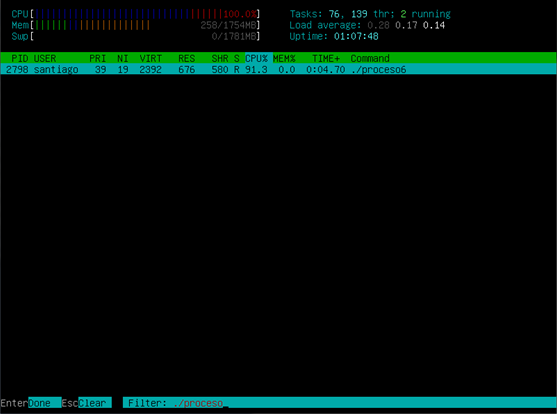 CPU[||||||||||||||||||||||||||||||||||||100.0%]
Mem[||||||||||||||||||||||| 258/1754MB]
Sup[ 0/1781MB]
Tasks: 76, 139 thr; 2 running
Load average: 0.28 0.17 0.14
Uptime: 01:07:48
PID USER PRI NI VIRT RES SHR S CPU% MEM% TIME+ Command
2798 santiago 39 19 2392 676 580 R 91.3 0.0 0:04.70 ./proceso6
EnterDone EscClear Filter: ./proceso_